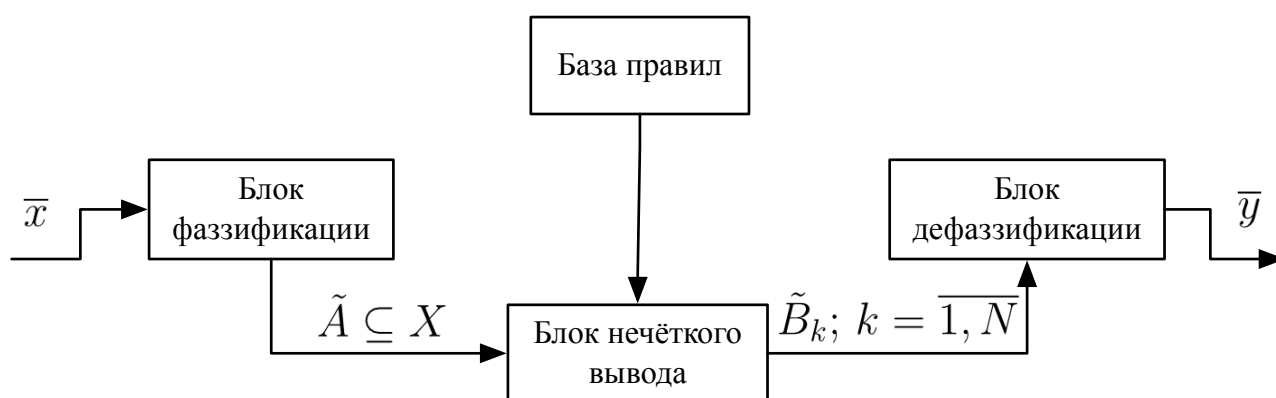 База правил
Блок
фаззификации
Блок
дефаззификации
x̅
y̅
Ã ⊆ X
B̃ₖ; k = 1, N̅
Блок нечёткого
вывода